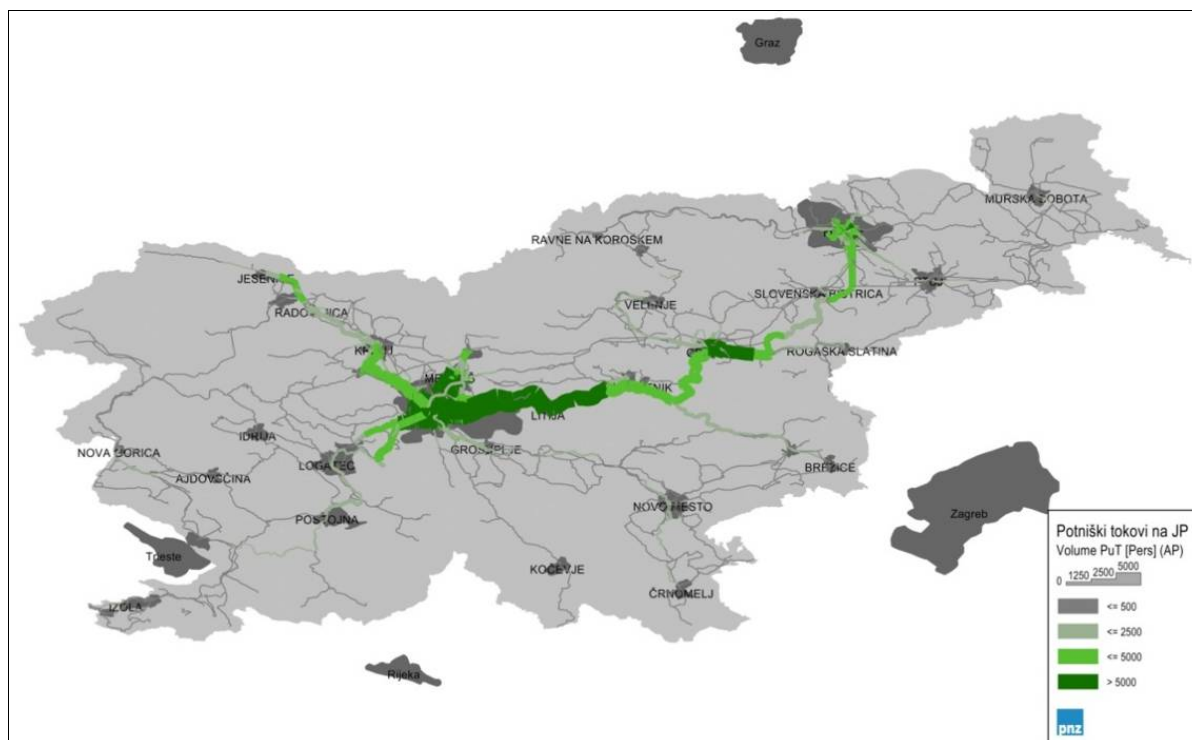 Graz
MURSKA SOBOTA
RAVNE NA KOROŠKEM
JESENICE
VELENJE
SLOVENSKA BISTRICA
RADOVLJICA
ROGAŠKA SLATINA
LITIJA
IDRIJA
GROSUPLJE
NOVA GORICA
LOGATEC
BREŽICE
AJDOVŠČINA
NOVO MESTO
POSTOJNA
Zagreb
Trieste
KOČEVJE
ČRNOMELJ
IZOLA
Rijeka
Potniški tokovi na JP
Volume PuT [Pers] (AP)
0 1250 2500 5000
<= 500
<= 2500
<= 5000
> 5000
pnz